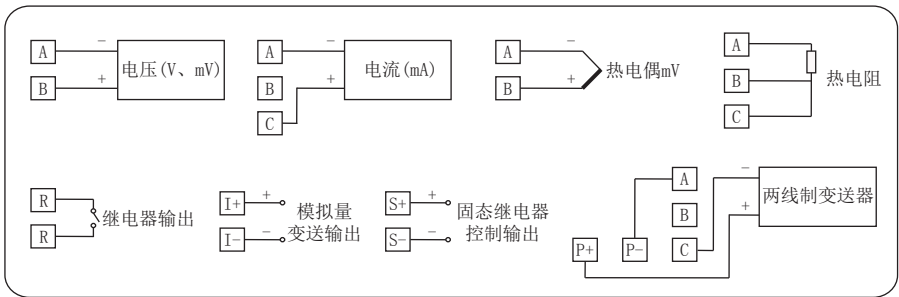 A
−
电压(V、mV)
B
+
A
−
电流(mA)
B
+
C
A
−
热电偶mV
B
+
A
B
热电阻
C
R
继电器输出
R
I+
+
模拟量
变送输出
I−
−
S+
+
固态继电器
控制输出
S−
−
A
−
两线制变送器
B
+
P+
P−
C